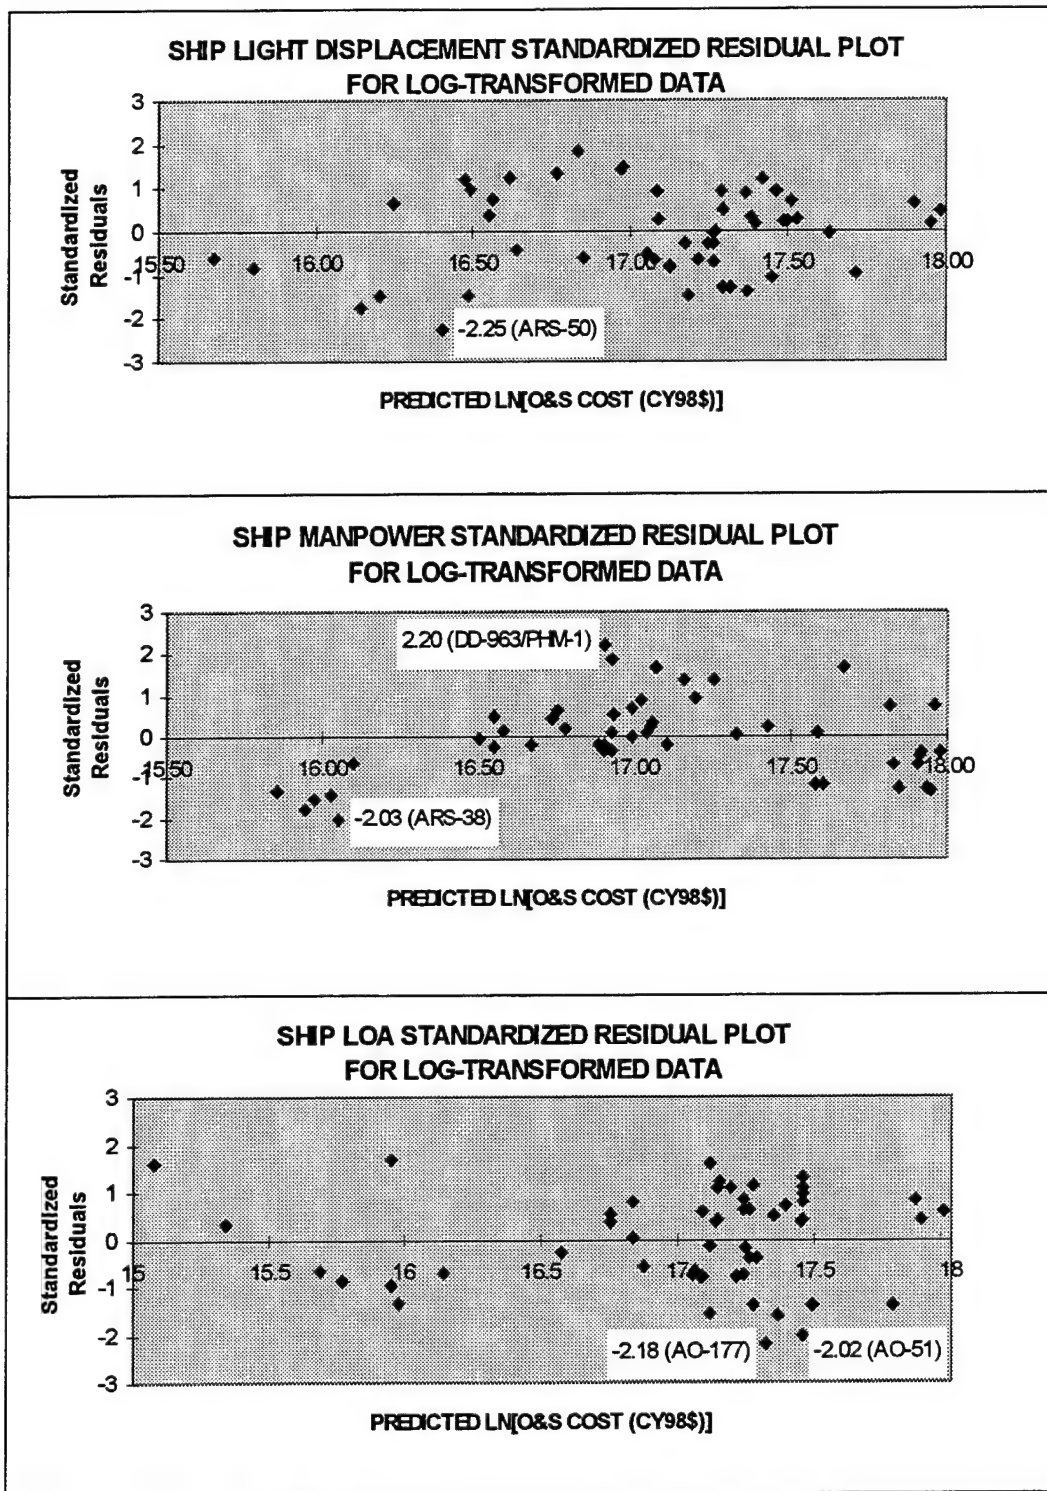 SHIP LIGHT DISPLACEMENT STANDARDIZED RESIDUAL PLOT
FOR LOG-TRANSFORMED DATA
Standardized
Residuals
3
2
1
0
-1
-2
-3
15.50
16.00
16.50
17.00
17.50
18.00
-2.25 (ARS-50)
PREDICTED LN[O&S COST (CY98$)]
SHIP MANPOWER STANDARDIZED RESIDUAL PLOT
FOR LOG-TRANSFORMED DATA
Standardized
Residuals
3
2
1
0
-1
-2
-3
2.20 (DD-963/PHM-1)
15.50
16.00
16.50
17.00
17.50
18.00
-2.03 (ARS-38)
PREDICTED LN[O&S COST (CY98$)]
SHIP LOA STANDARDIZED RESIDUAL PLOT
FOR LOG-TRANSFORMED DATA
Standardized
Residuals
3
2
1
0
-1
-2
-3
15
15.5
16
16.5
17
17.5
18
-2.18 (AO-177)
-2.02 (AO-51)
PREDICTED LN[O&S COST (CY98$)]